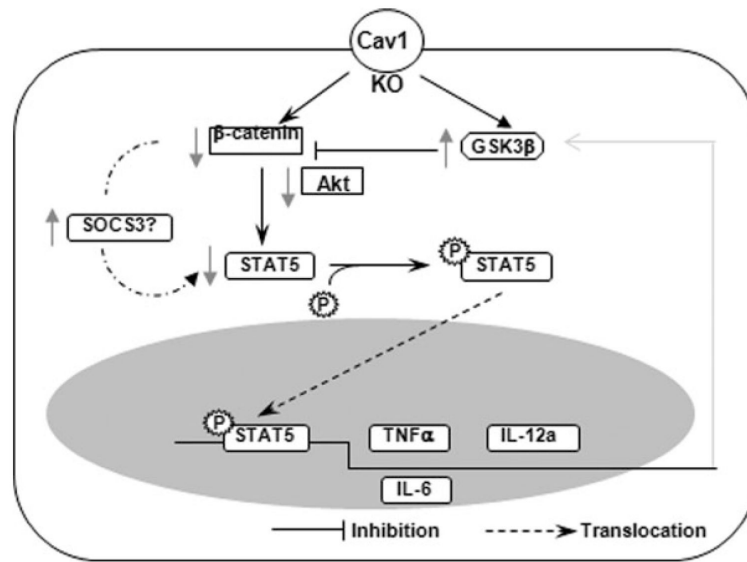 Cav1
KO
β-catenin
GSK3β
Akt
SOCS3?
STAT5
P
STAT5
P
P
STAT5
TNFα
IL-12a
IL-6
Inhibition
Translocation